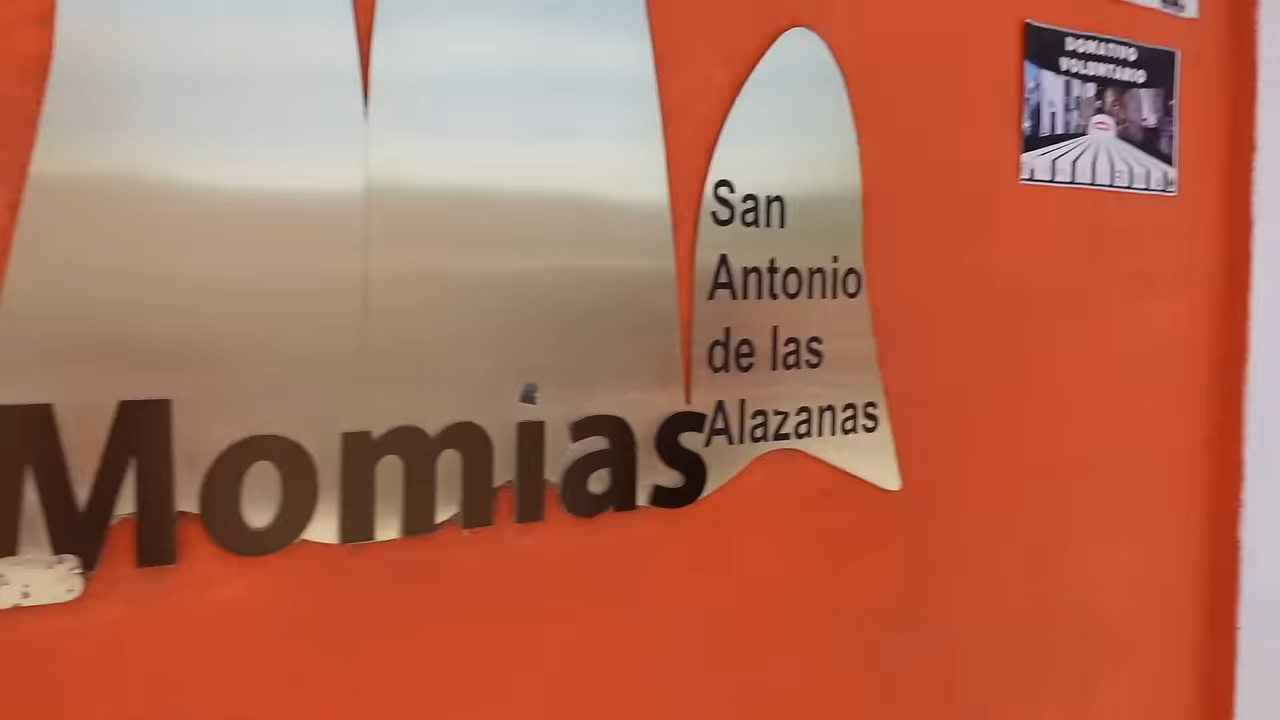 San
Antonio
de las
Alazanas
Momias
DONATIVO
VOLUNTARIO